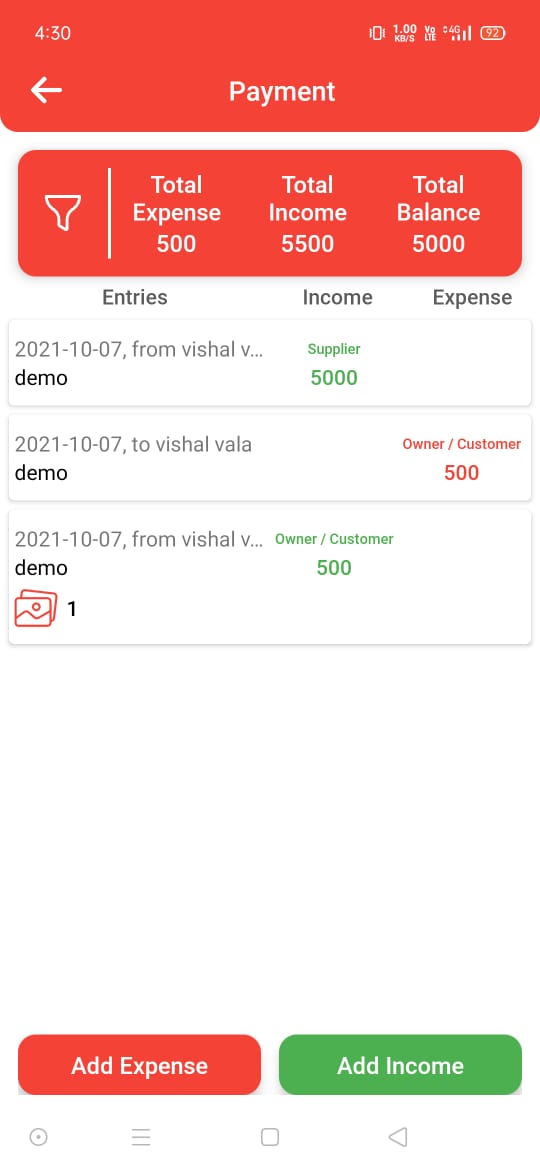 4:30
1.00
KB/S
Vo
LTE
4G
92
Payment
Total
Expense
500
Total
Income
5500
Total
Balance
5000
Entries
Income
Expense
2021-10-07, from vishal v...
demo
Supplier
5000
2021-10-07, to vishal vala
demo
Owner / Customer
500
2021-10-07, from vishal v...
demo
Owner / Customer
500
1
Add Expense
Add Income